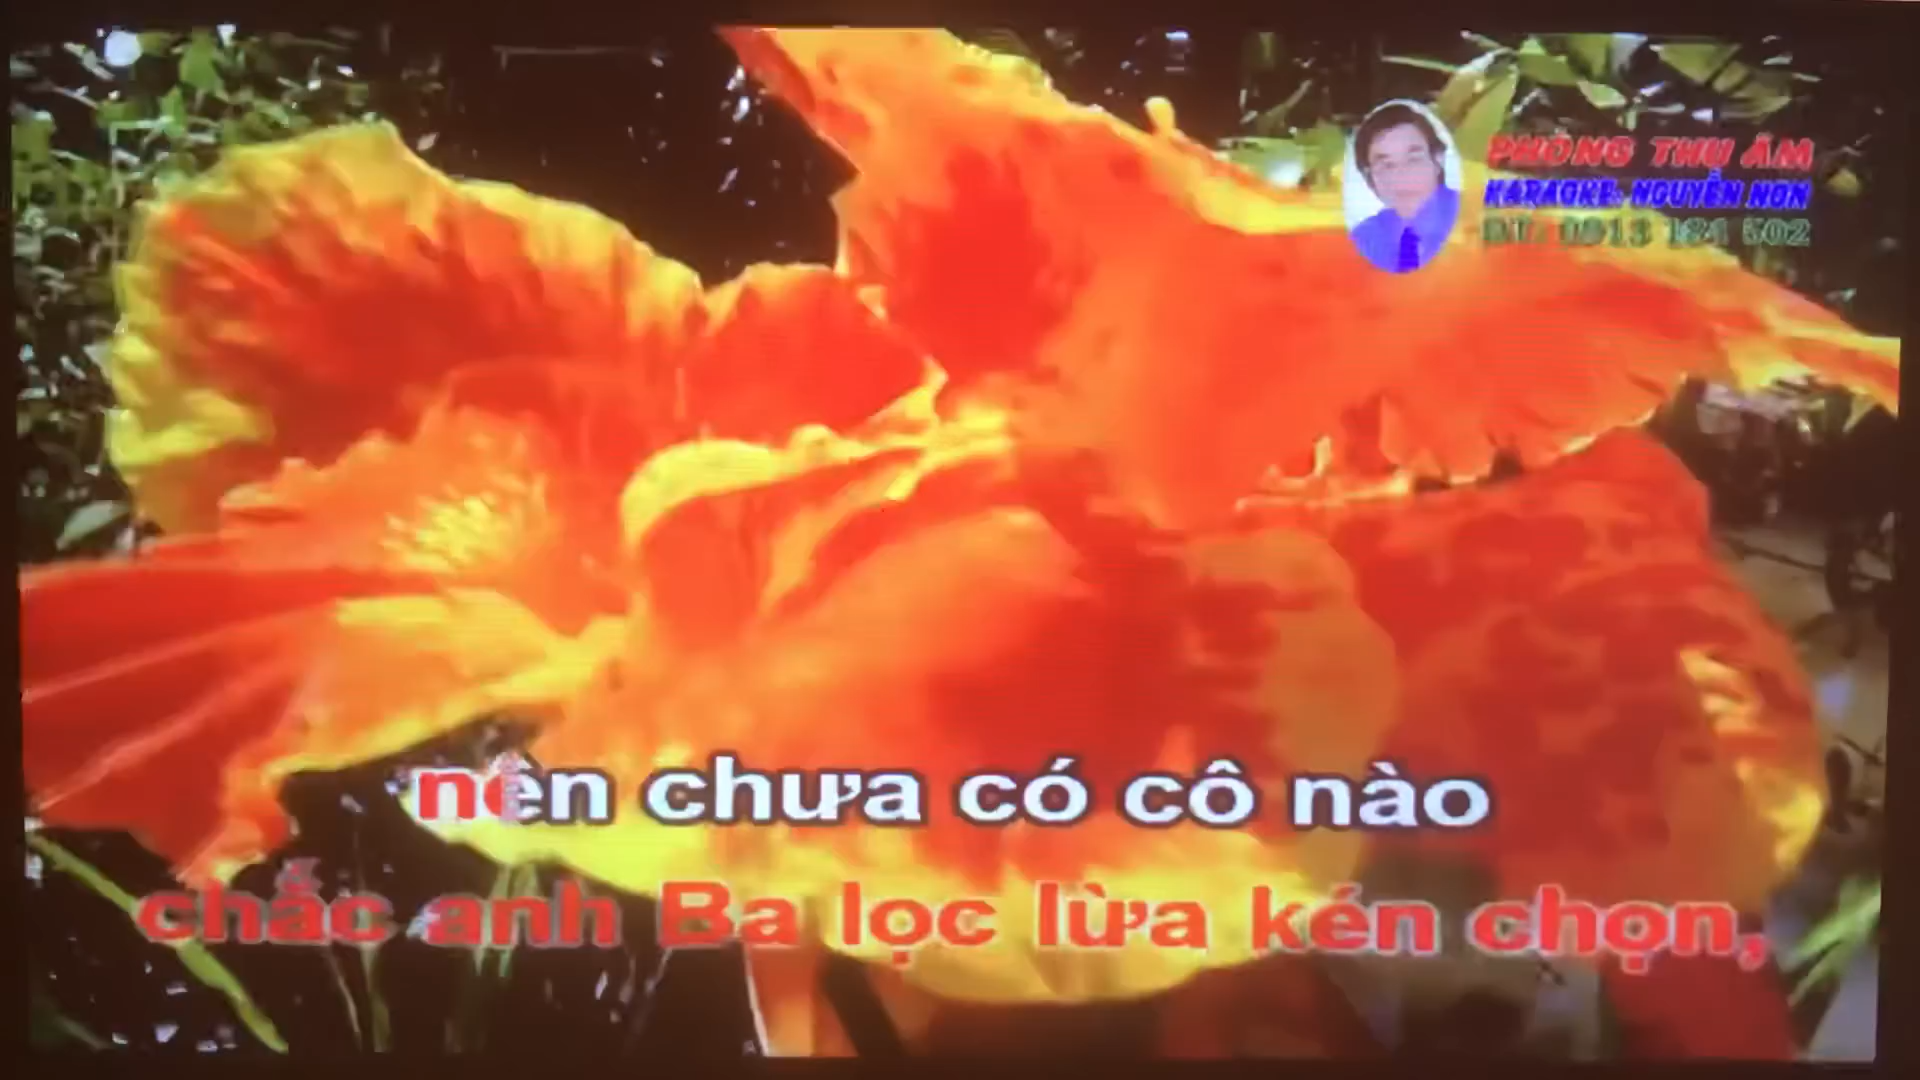 PHÒNG THU ÂM
KARAOKE: NGUYỄN NON
ĐT: 0913 184 502
nên chưa có cô nào
chắc anh Ba lọc lừa kén chọn,